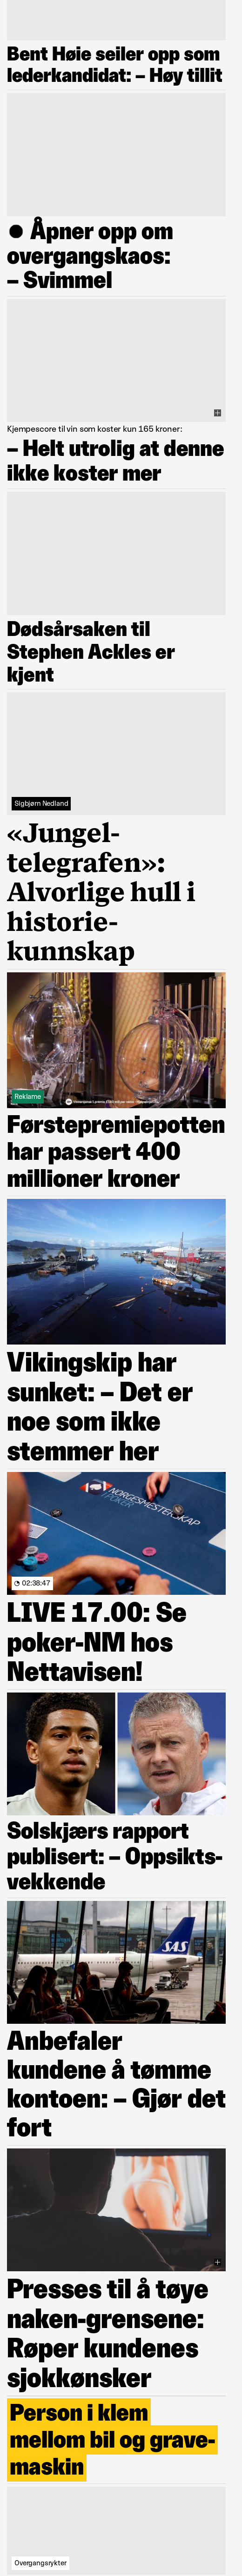 Bent Høie seiler opp som
lederkandidat: – Høy tillit
Åpner opp om
overgangskaos:
– Svimmel
Kjempescore til vin som koster kun 165 kroner:
– Helt utrolig at denne
ikke koster mer
Dødsårsaken til
Stephen Ackles er
kjent
Sigbjørn Nedland
«Jungel-
telegrafen»:
Alvorlige hull i
historie-
kunnskap
Reklame
Førstepremiepotten
har passert 400
millioner kroner
Vikingskip har
sunket: – Det er
noe som ikke
stemmer her
NORGESMESTERSKAP
POKER
02:38:47
LIVE 17.00: Se
poker-NM hos
Nettavisen!
Solskjærs rapport
publisert: – Oppsikts-
vekkende
SAS
Anbefaler
kundene å tømme
kontoen: – Gjør det
fort
Presses til å tøye
naken-grensene:
Røper kundenes
sjokkønsker
Person i klem
mellom bil og grave-
maskin
Overgangsrykter